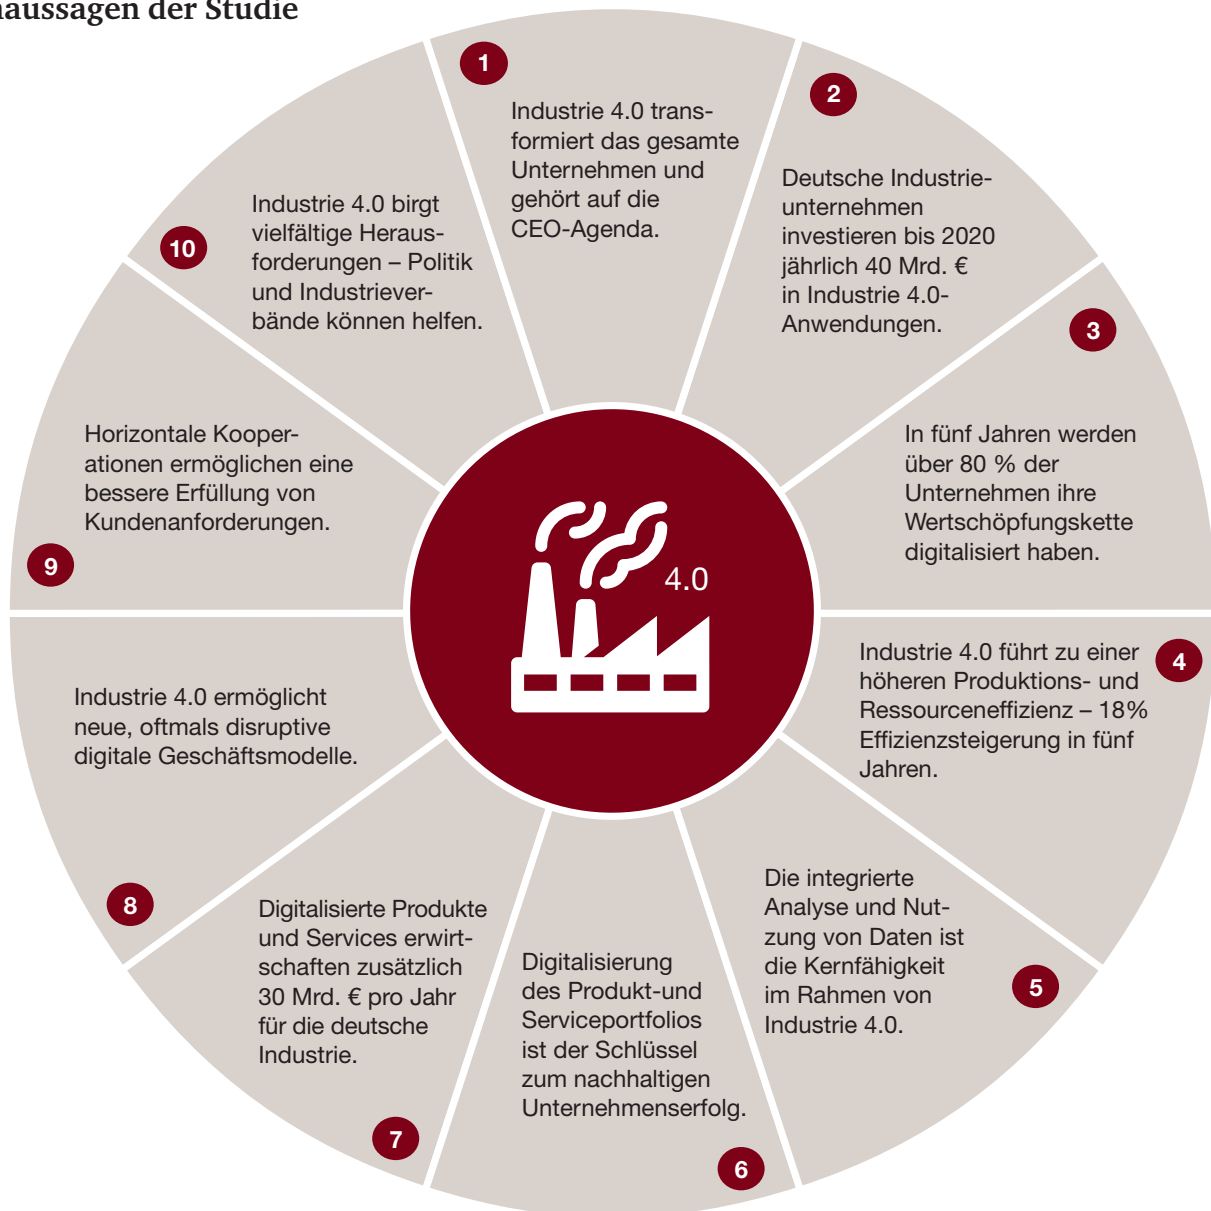 naussagen der Studie
1
Industrie 4.0 trans-
formiert das gesamte
Unternehmen und
gehört auf die
CEO-Agenda.
2
Deutsche Industrie-
unternehmen
investieren bis 2020
jährlich 40 Mrd. €
in Industrie 4.0-
Anwendungen.
3
In fünf Jahren werden
über 80 % der
Unternehmen ihre
Wertschöpfungskette
digitalisiert haben.
4
Industrie 4.0 führt zu einer
höheren Produktions- und
Ressourceneffizienz – 18%
Effizienzsteigerung in fünf
Jahren.
5
Die integrierte
Analyse und Nut-
zung von Daten ist
die Kernfähigkeit
im Rahmen von
Industrie 4.0.
6
Digitalisierung
des Produkt-und
Serviceportfolios
ist der Schlüssel
zum nachhaltigen
Unternehmenserfolg.
7
Digitalisierte Produkte
und Services erwirt-
schaften zusätzlich
30 Mrd. € pro Jahr
für die deutsche
Industrie.
8
Industrie 4.0 ermöglicht
neue, oftmals disruptive
digitale Geschäftsmodelle.
9
Horizontale Kooper-
ationen ermöglichen eine
bessere Erfüllung von
Kundenanforderungen.
10
Industrie 4.0 birgt
vielfältige Heraus-
forderungen – Politik
und Industriever-
bände können helfen.
4.0